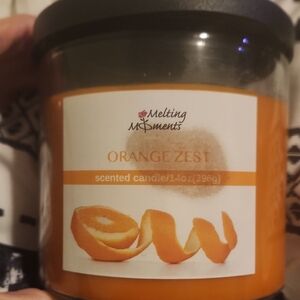 Melting
Moments
ORANGE ZEST
scented candle/14oz(396g)